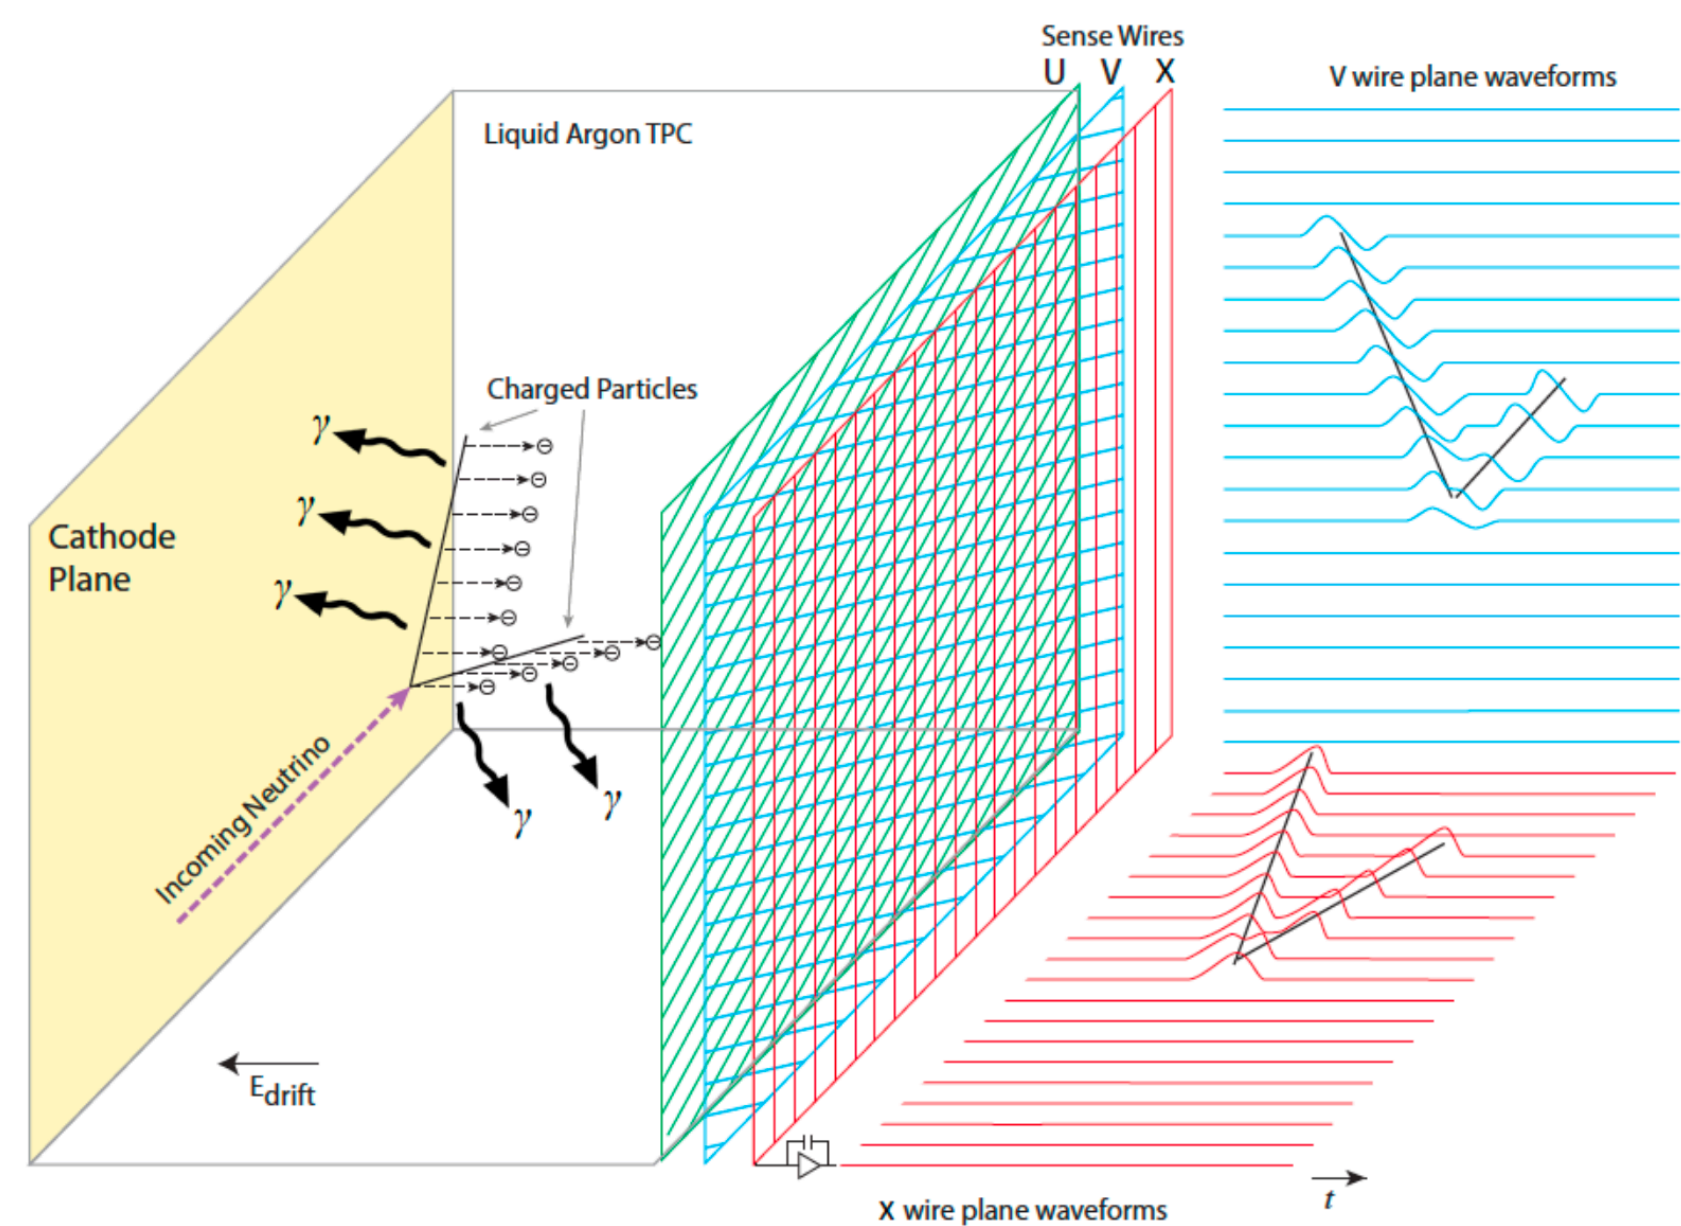 Sense Wires
U V X
V wire plane waveforms
Liquid Argon TPC
Charged Particles
γ
γ
γ
Cathode
Plane
Incoming Neutrino
γ
γ
Edrift
t
X wire plane waveforms